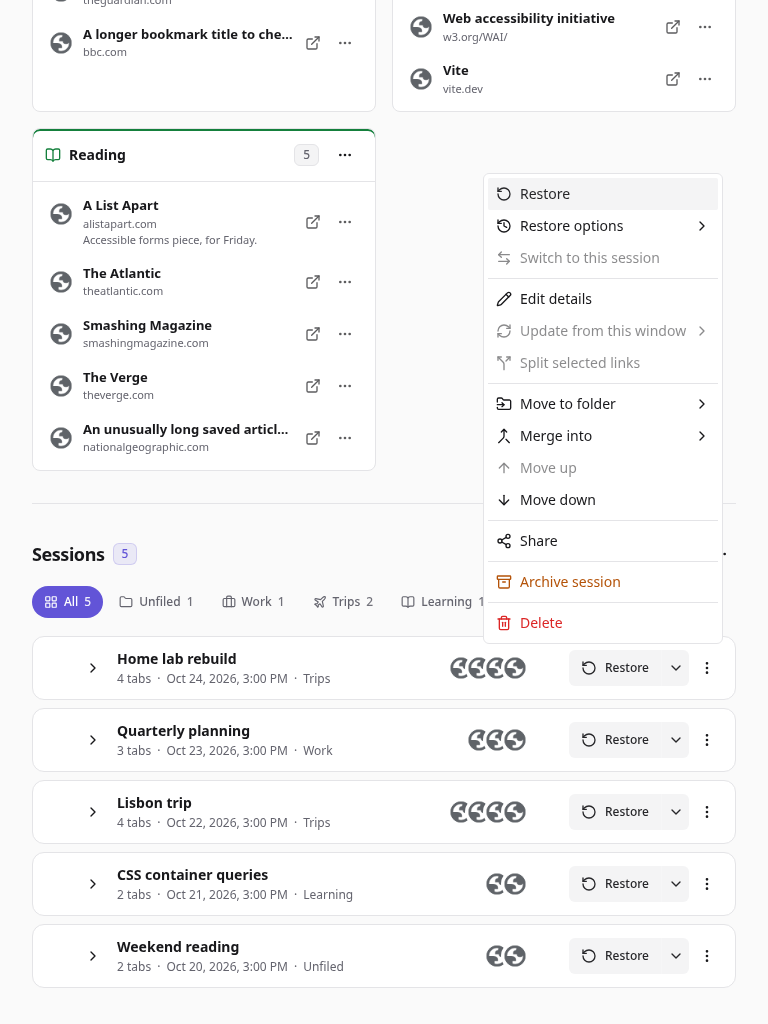 theguardian.com
A longer bookmark title to che...
bbc.com
Web accessibility initiative
w3.org/WAI/
Vite
vite.dev
Reading 5
A List Apart
alistapart.com
Accessible forms piece, for Friday.
The Atlantic
theatlantic.com
Smashing Magazine
smashingmagazine.com
The Verge
theverge.com
An unusually long saved articl...
nationalgeographic.com
Restore
Restore options
Switch to this session
Edit details
Update from this window
Split selected links
Move to folder
Merge into
Move up
Move down
Share
Archive session
Delete
Sessions 5
All 5 Unfiled 1 Work 1 Trips 2 Learning 1
Home lab rebuild
4 tabs · Oct 24, 2026, 3:00 PM · Trips
Restore
Quarterly planning
3 tabs · Oct 23, 2026, 3:00 PM · Work
Restore
Lisbon trip
4 tabs · Oct 22, 2026, 3:00 PM · Trips
Restore
CSS container queries
2 tabs · Oct 21, 2026, 3:00 PM · Learning
Restore
Weekend reading
2 tabs · Oct 20, 2026, 3:00 PM · Unfiled
Restore